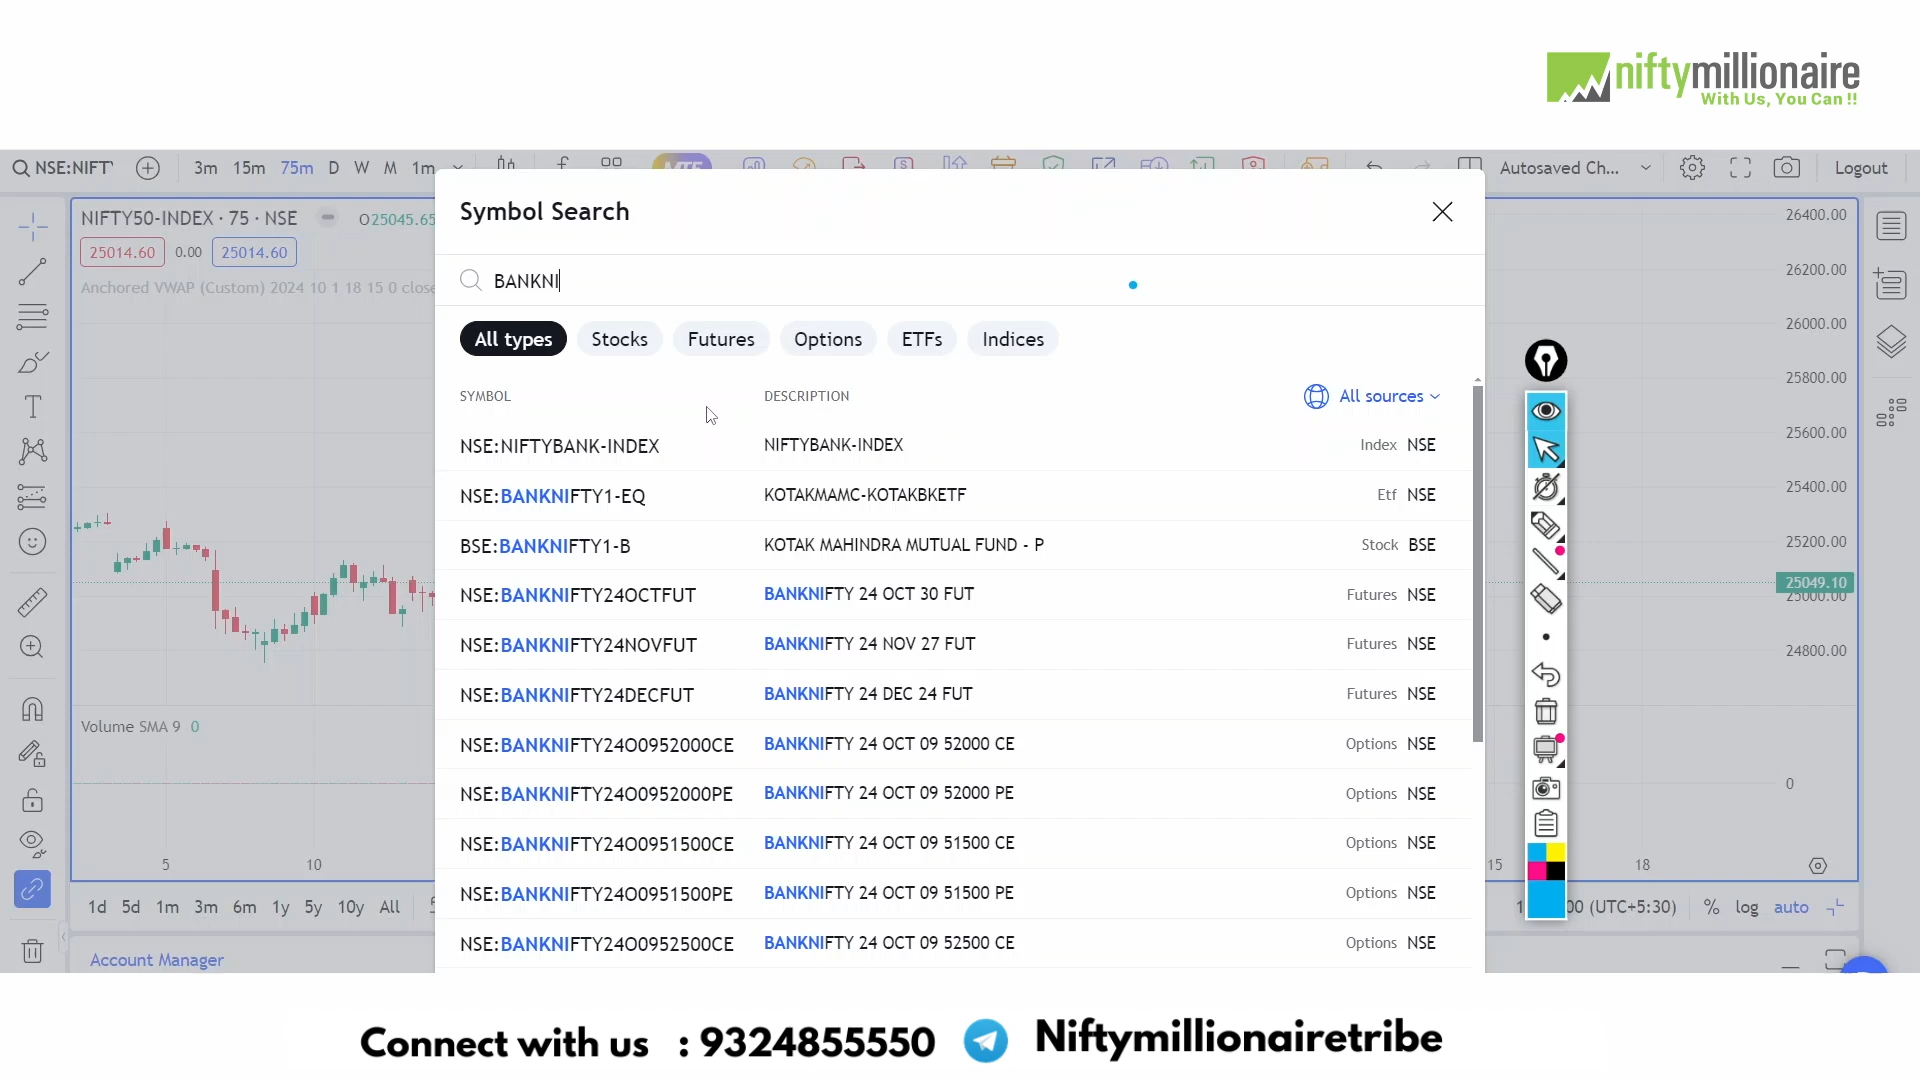 niftymillionaire
With Us, You Can !!
NSE:NIFTY
3m 15m 75m D W M 1m
MTF
Autosaved Ch...
Logout
NIFTY50-INDEX · 75 · NSE
O25045.65
25014.60 0.00 25014.60
Anchored VWAP (Custom) 2024 10 1 18 15 0 close
Symbol Search
BANKNI
All types Stocks Futures Options ETFs Indices
SYMBOL DESCRIPTION All sources
NSE:NIFTYBANK-INDEX NIFTYBANK-INDEX Index NSE
NSE:BANKNIFTY1-EQ KOTAKMAMC-KOTAKBKETF Etf NSE
BSE:BANKNIFTY1-B KOTAK MAHINDRA MUTUAL FUND - P Stock BSE
NSE:BANKNIFTY24OCTFUT BANKNIFTY 24 OCT 30 FUT Futures NSE
NSE:BANKNIFTY24NOVFUT BANKNIFTY 24 NOV 27 FUT Futures NSE
NSE:BANKNIFTY24DECFUT BANKNIFTY 24 DEC 24 FUT Futures NSE
NSE:BANKNIFTY24O0952000CE BANKNIFTY 24 OCT 09 52000 CE Options NSE
NSE:BANKNIFTY24O0952000PE BANKNIFTY 24 OCT 09 52000 PE Options NSE
NSE:BANKNIFTY24O0951500CE BANKNIFTY 24 OCT 09 51500 CE Options NSE
NSE:BANKNIFTY24O0951500PE BANKNIFTY 24 OCT 09 51500 PE Options NSE
NSE:BANKNIFTY24O0952500CE BANKNIFTY 24 OCT 09 52500 CE Options NSE
26400.00
26200.00
26000.00
25800.00
25600.00
25400.00
25200.00
25049.10
25000.00
24800.00
0
Volume SMA 9 0
5 10 15 18
1d 5d 1m 3m 6m 1y 5y 10y All
(UTC+5:30) % log auto
Account Manager
Connect with us : 9324855550 Niftymillionairetribe